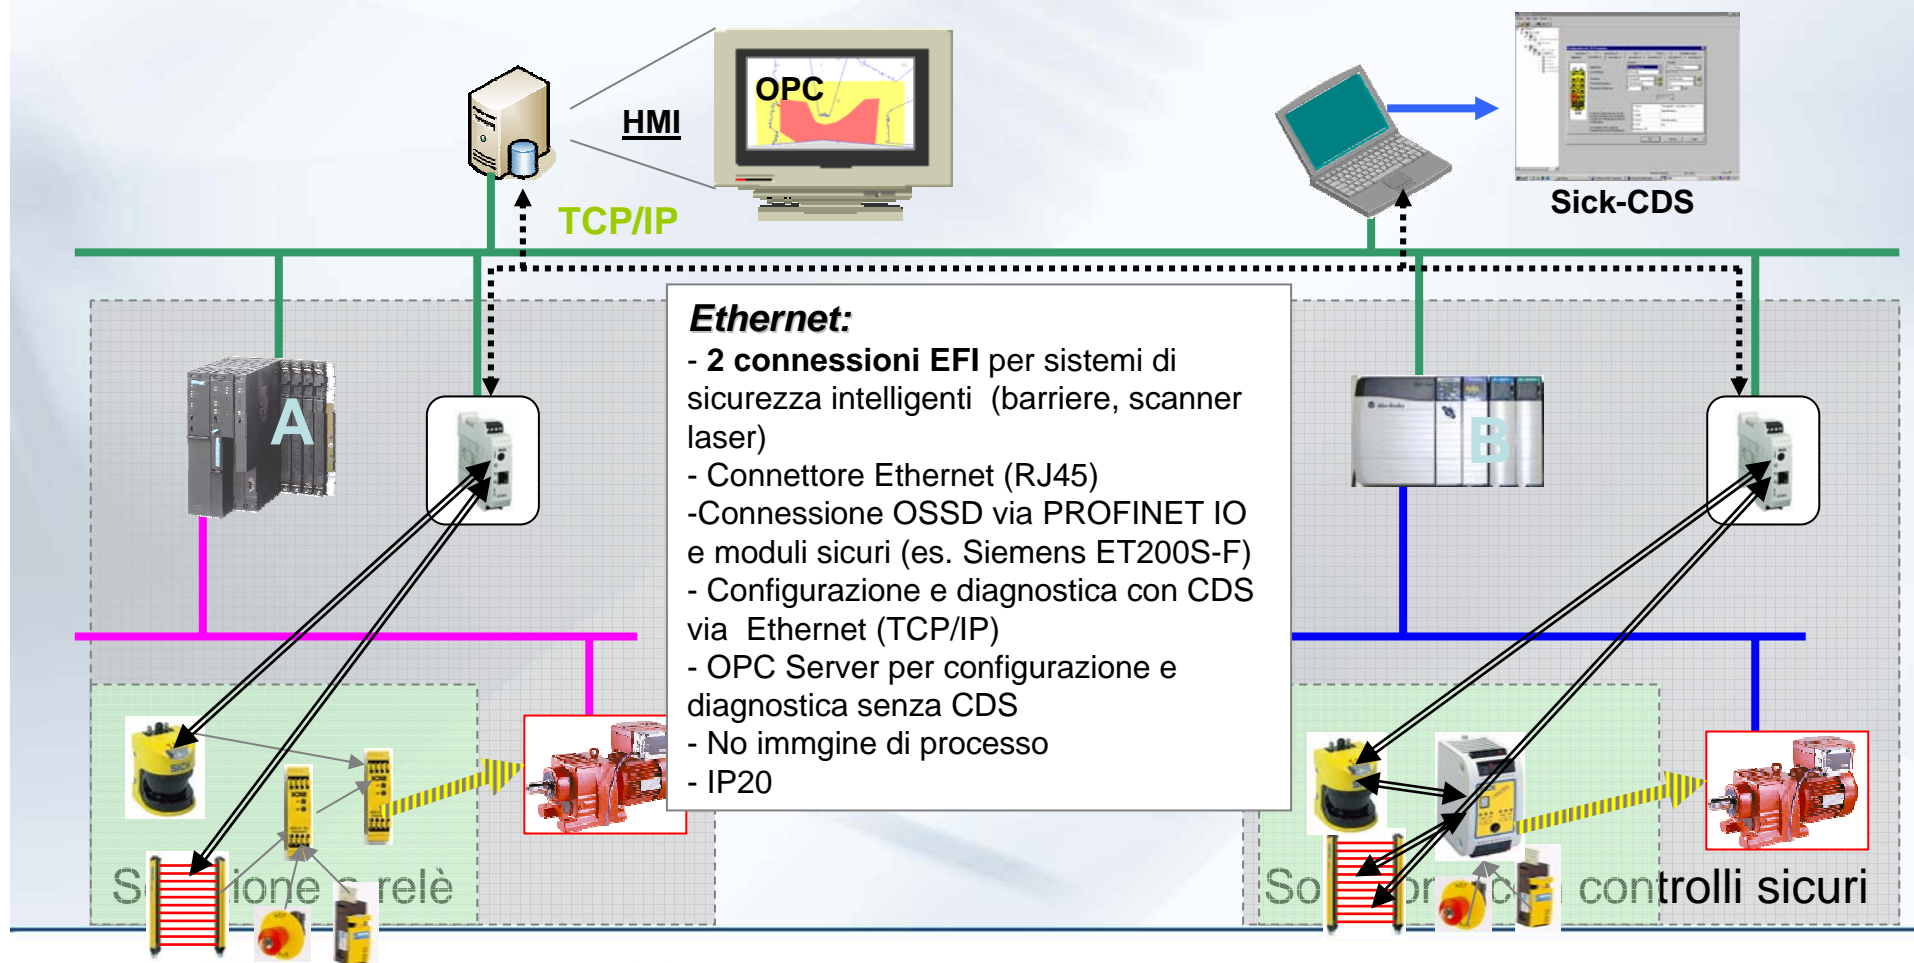 OPC
HMI
TCP/IP
Sick-CDS
Ethernet:
- 2 connessioni EFI per sistemi di
sicurezza intelligenti (barriere, scanner
laser)
- Connettore Ethernet (RJ45)
-Connessione OSSD via PROFINET IO
e moduli sicuri (es. Siemens ET200S-F)
- Configurazione e diagnostica con CDS
via Ethernet (TCP/IP)
- OPC Server per configurazione e
diagnostica senza CDS
- No immgine di processo
- IP20
A
B
SICK
relè
controlli sicuri